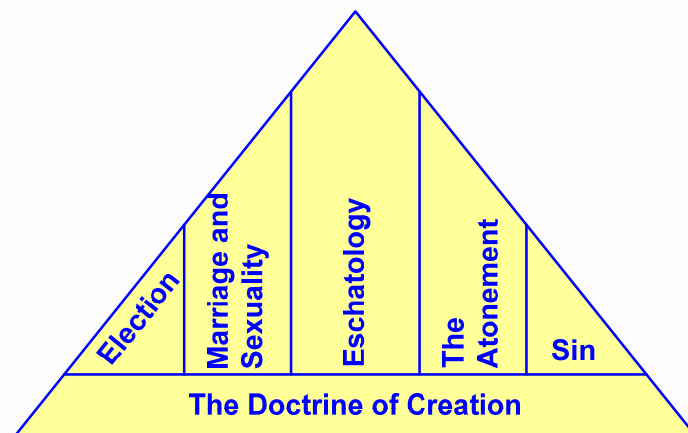 Election
Marriage and
Sexuality
Eschatology
The
Atonement
Sin
The Doctrine of Creation